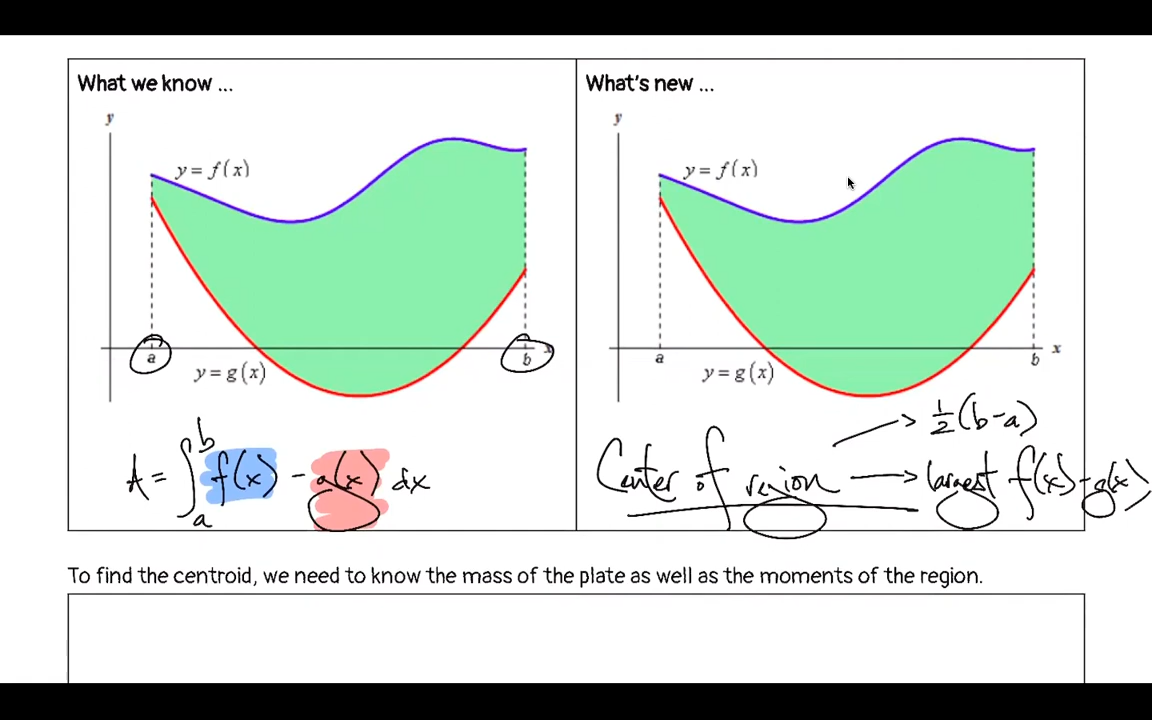 What we know ...
y
y = f(x)
a
b
x
y = g(x)
A = ∫_a^b f(x) - g(x) dx
What's new ...
y
y = f(x)
a
b
x
y = g(x)
1/2 (b-a)
Center of region → largest f(x) - g(x)
To find the centroid, we need to know the mass of the plate as well as the moments of the region.